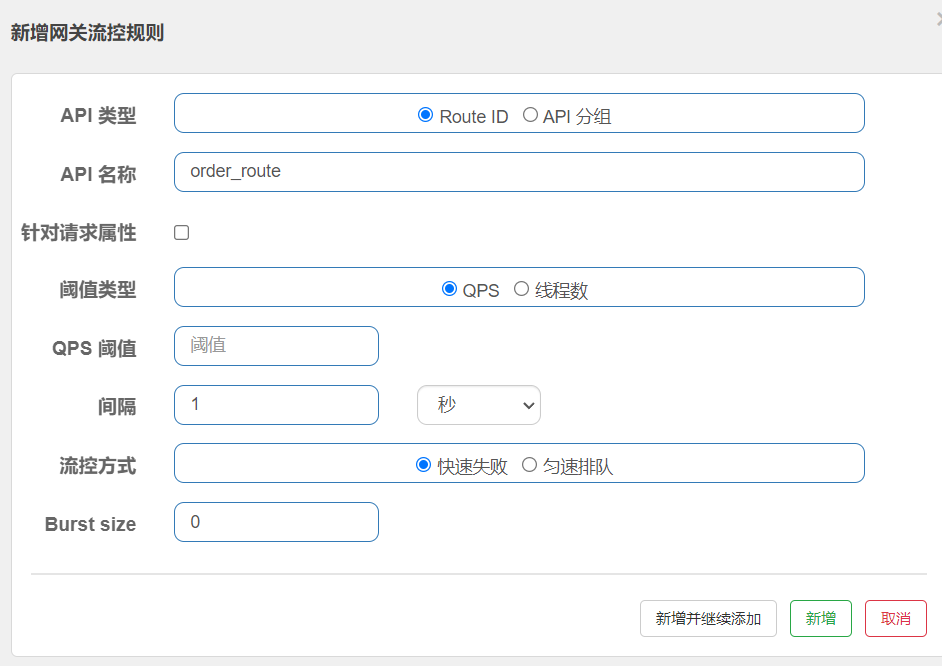 新增网关流控规则
API 类型 Route ID API 分组
API 名称 order_route
针对请求属性
阈值类型 QPS 线程数
QPS 阈值 阈值
间隔 1 秒
流控方式 快速失败 匀速排队
Burst size 0
新增并继续添加 新增 取消